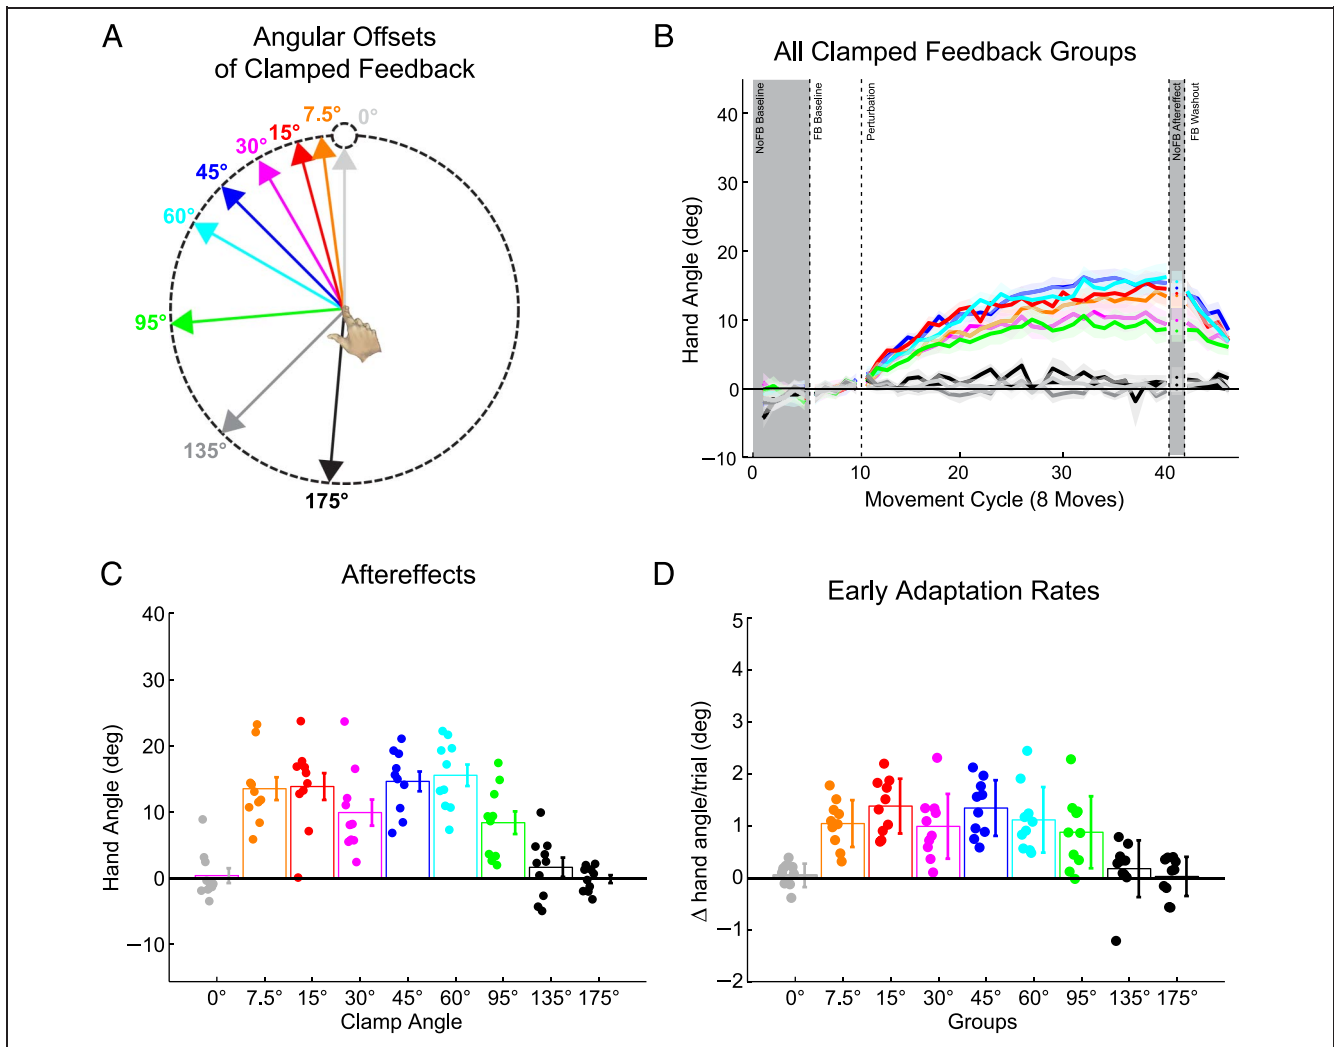 A
Angular Offsets
of Clamped Feedback
0°
7.5°
15°
30°
45°
60°
95°
135°
175°
B
All Clamped Feedback Groups
Hand Angle (deg)
40
30
20
10
0
−10
NoFB Baseline
FB Baseline
Perturbation
NoFB Aftereffect
FB Washout
0 10 20 30 40
Movement Cycle (8 Moves)
C
Aftereffects
Hand Angle (deg)
40
30
20
10
0
−10
0° 7.5° 15° 30° 45° 60° 95° 135° 175°
Clamp Angle
D
Early Adaptation Rates
Δ hand angle/trial (deg)
5
4
3
2
1
0
−1
−2
0° 7.5° 15° 30° 45° 60° 95° 135° 175°
Groups